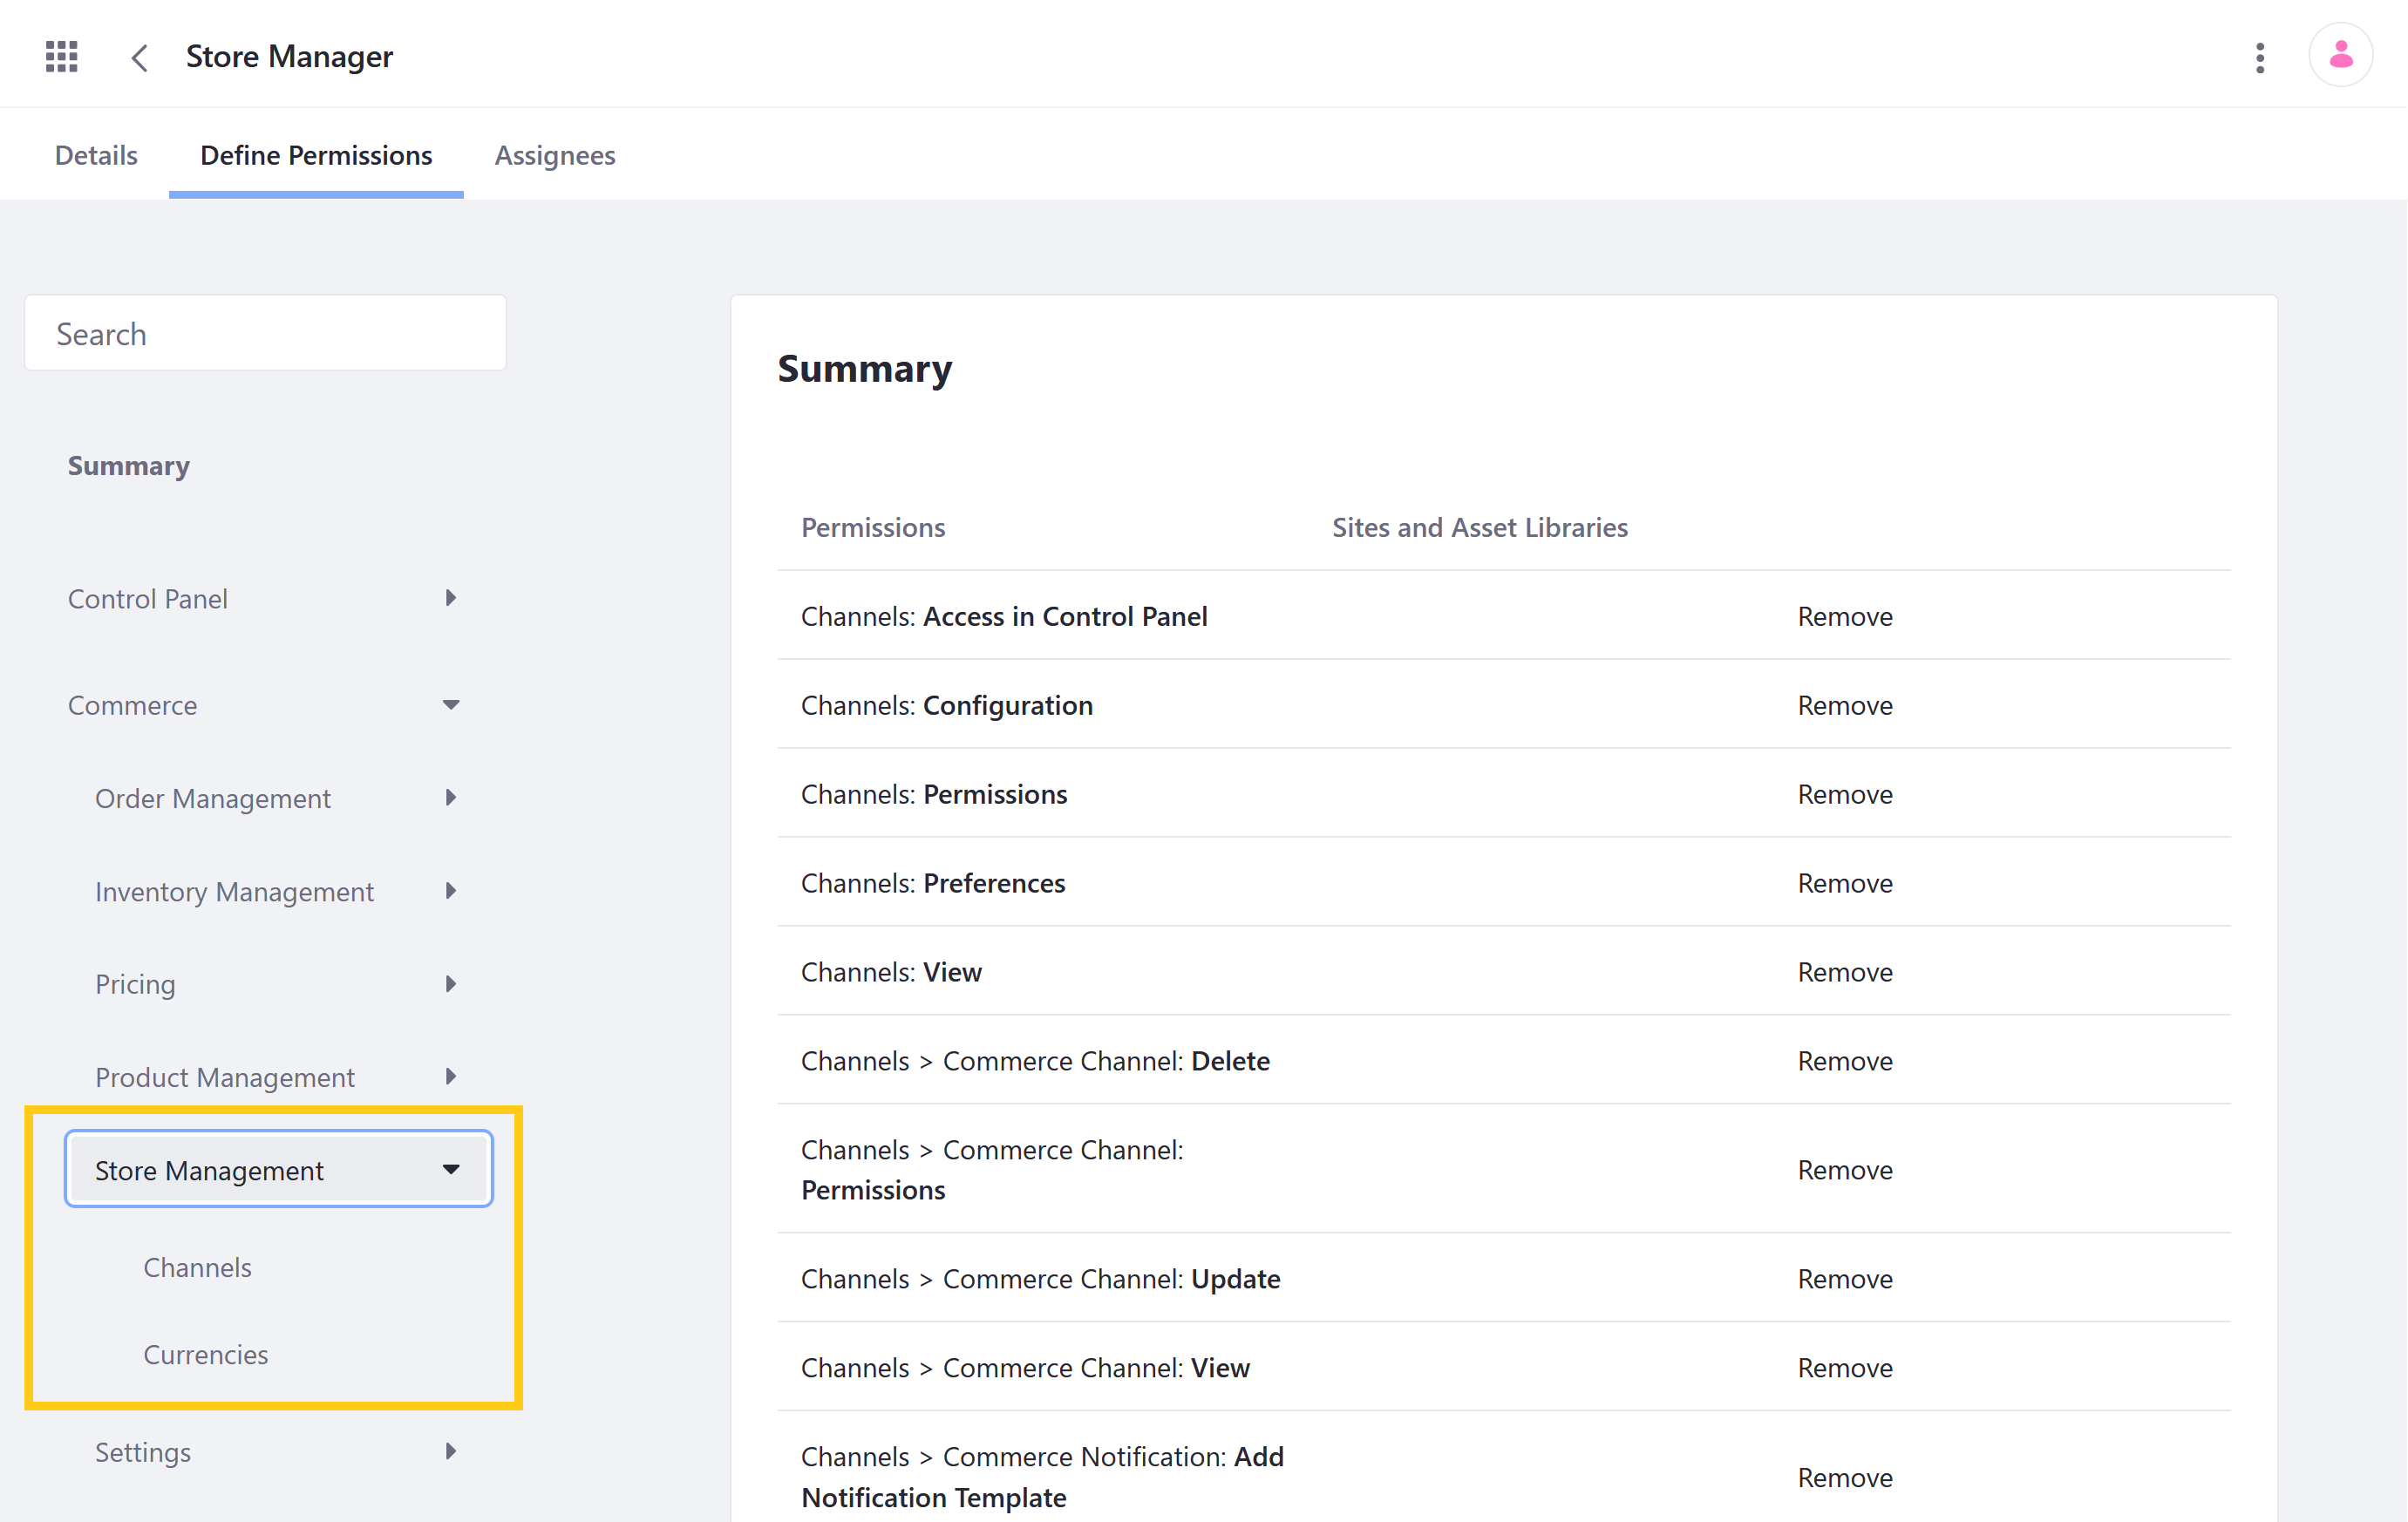 Store Manager
Details
Define Permissions
Assignees
Search
Summary
Control Panel
Commerce
Order Management
Inventory Management
Pricing
Product Management
Store Management
Channels
Currencies
Settings
Summary
Permissions Sites and Asset Libraries
Channels: Access in Control Panel Remove
Channels: Configuration Remove
Channels: Permissions Remove
Channels: Preferences Remove
Channels: View Remove
Channels > Commerce Channel: Delete Remove
Channels > Commerce Channel:
Permissions
Remove
Channels > Commerce Channel: Update Remove
Channels > Commerce Channel: View Remove
Channels > Commerce Notification: Add
Notification Template
Remove